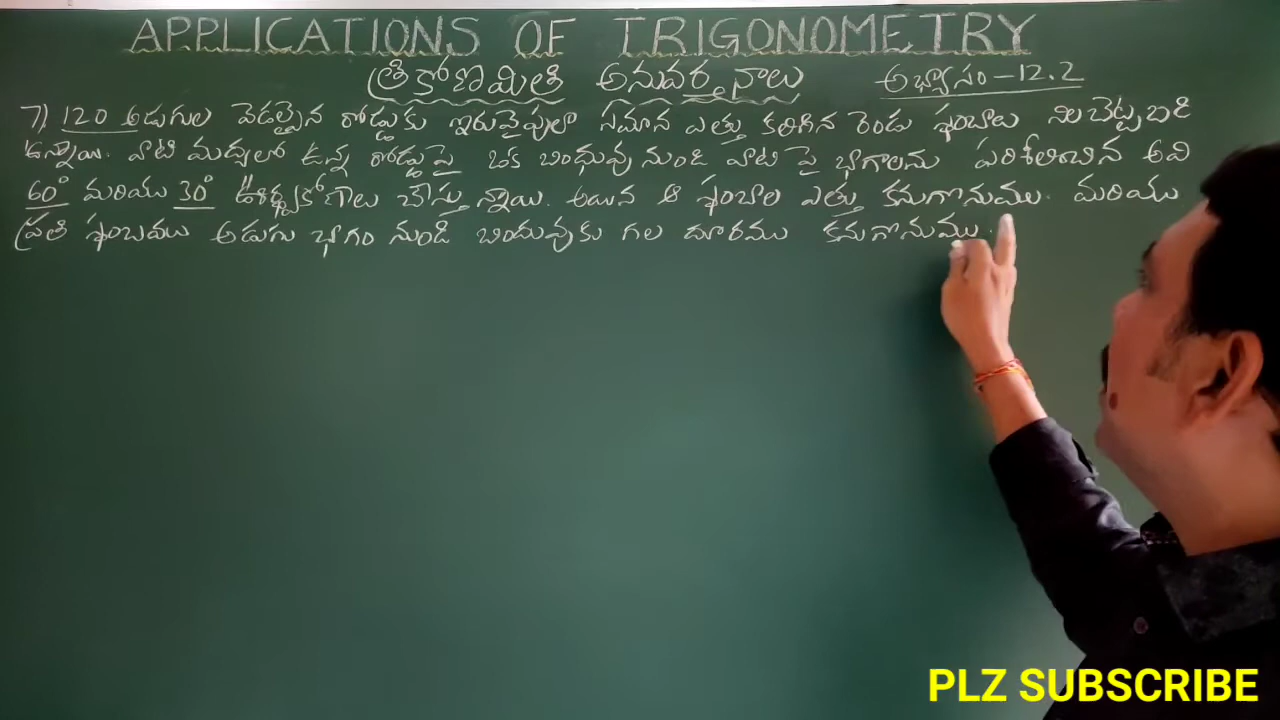 APPLICATIONS OF TRIGONOMETRY
త్రికోణమితి అనువర్తనాలు అభ్యాసం-12.2
7) 120 అడుగుల వెడల్పైన రోడ్డుకు ఇరువైపులా సమాన ఎత్తు కలిగిన రెండు స్థంబాలు నిలబెట్టబడి
ఉన్నాయి. వాటి మద్యలో ఉన్న రోడ్డుపై ఒక బింధువు నుండి వాటి పై భాగాలను పరిశీలించిన అవి
60° మరియు 30° ఊర్థ్వకోణాలు చేస్తున్నాయి. అయిన ఆ స్థంబాల ఎత్తు కనుగొనుము. మరియు
ప్రతి స్థంబము అడుగు భాగం నుండి బిందువుకు గల దూరము కనుగొనుము.
PLZ SUBSCRIBE